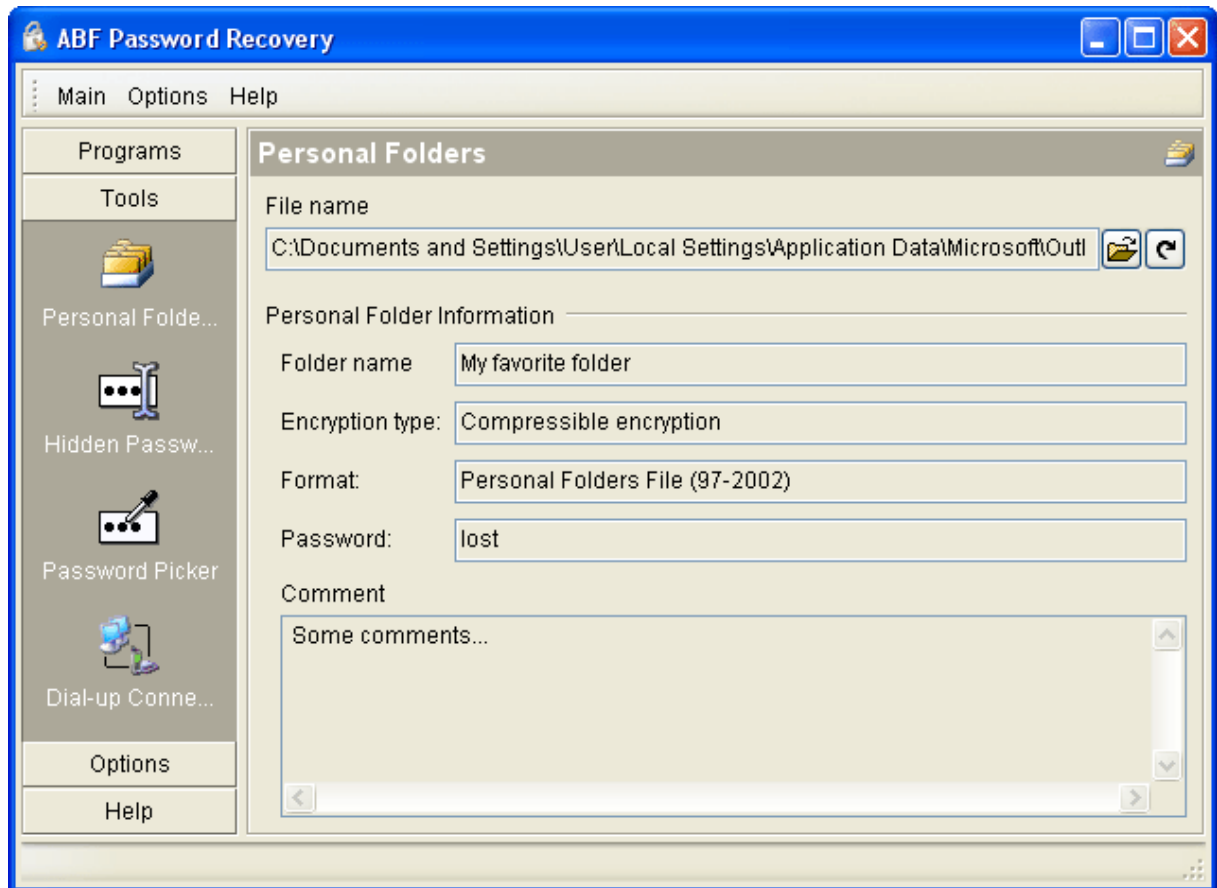 ABF Password Recovery
Main Options Help
Programs
Tools
Personal Folde...
Hidden Passw...
Password Picker
Dial-up Conne...
Options
Help
Personal Folders
File name
C:\Documents and Settings\User\Local Settings\Application Data\Microsoft\Outl
Personal Folder Information
Folder name My favorite folder
Encryption type: Compressible encryption
Format: Personal Folders File (97-2002)
Password: lost
Comment
Some comments...